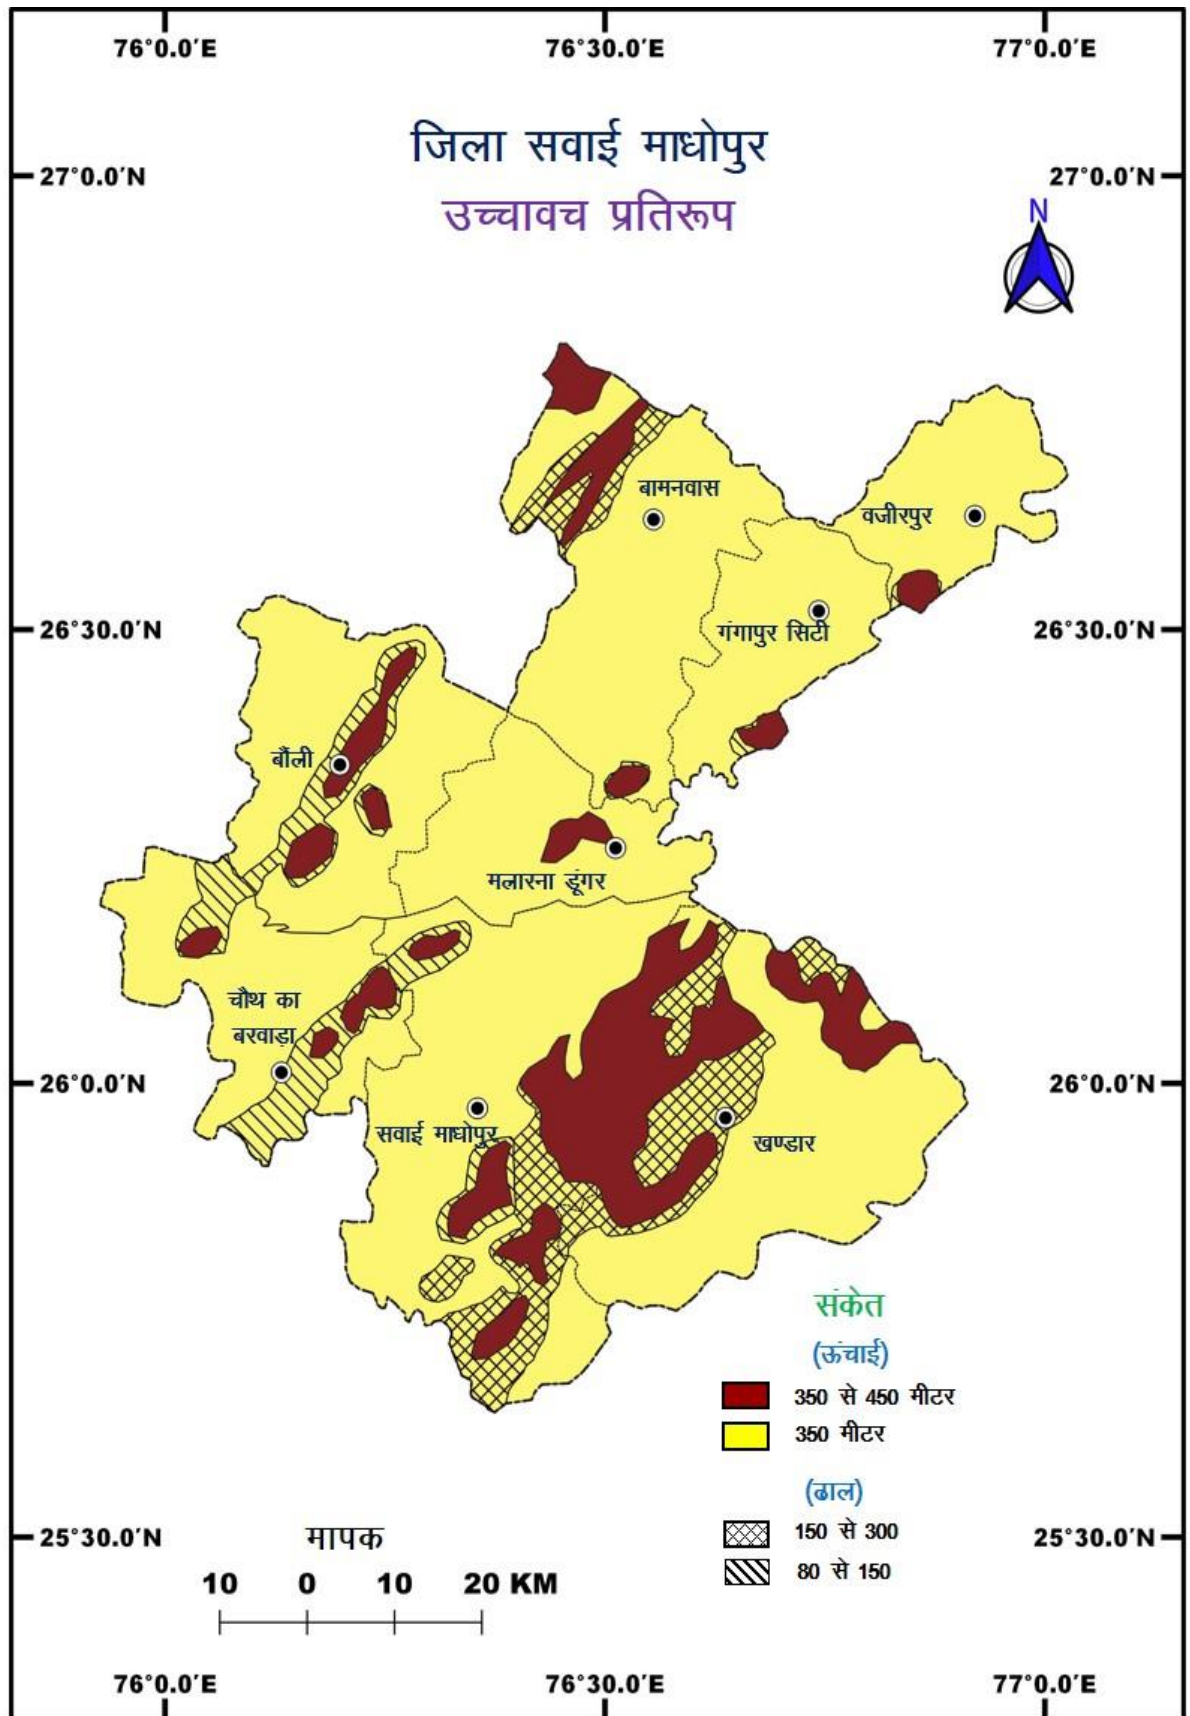 76°0.0'E 76°30.0'E 77°0.0'E
जिला सवाई माधोपुर
27°0.0'N 27°0.0'N
उच्चावच प्रतिरूप
N
बामनवास
वजीरपुर
26°30.0'N 26°30.0'N
गंगापुर सिटी
बौंली
मलारना डूंगर
चौथ का
बरवाड़ा
26°0.0'N 26°0.0'N
सवाई माधोपुर
खण्डार
संकेत
(ऊंचाई)
350 से 450 मीटर
350 मीटर
(ढाल)
150 से 300
80 से 150
25°30.0'N 25°30.0'N
मापक
10 0 10 20 KM
76°0.0'E 76°30.0'E 77°0.0'E